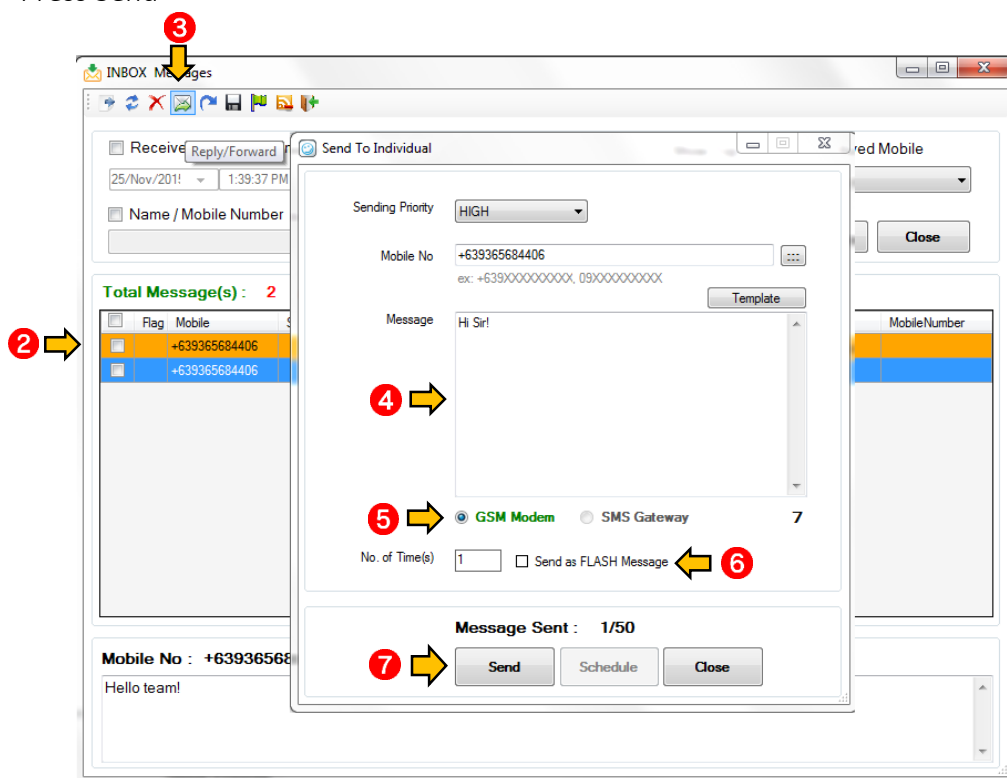 3
INBOX Messages
Reply/Forward
25/Nov/201
1:39:37 PM
Name / Mobile Number
Mobile
Close
Total Message(s) : 2
Flag Mobile
MobileNumber
2
+639365684406
+639365684406
Mobile No : +63936568
Hello team!
Send To Individual
Sending Priority
HIGH
Mobile No
+639365684406
ex: +639XXXXXXXXX, 09XXXXXXXXX
Template
Message
Hi Sir!
4
5
GSM Modem
SMS Gateway
7
No. of Time(s)
1
Send as FLASH Message
6
Message Sent : 1/50
7
Send
Schedule
Close